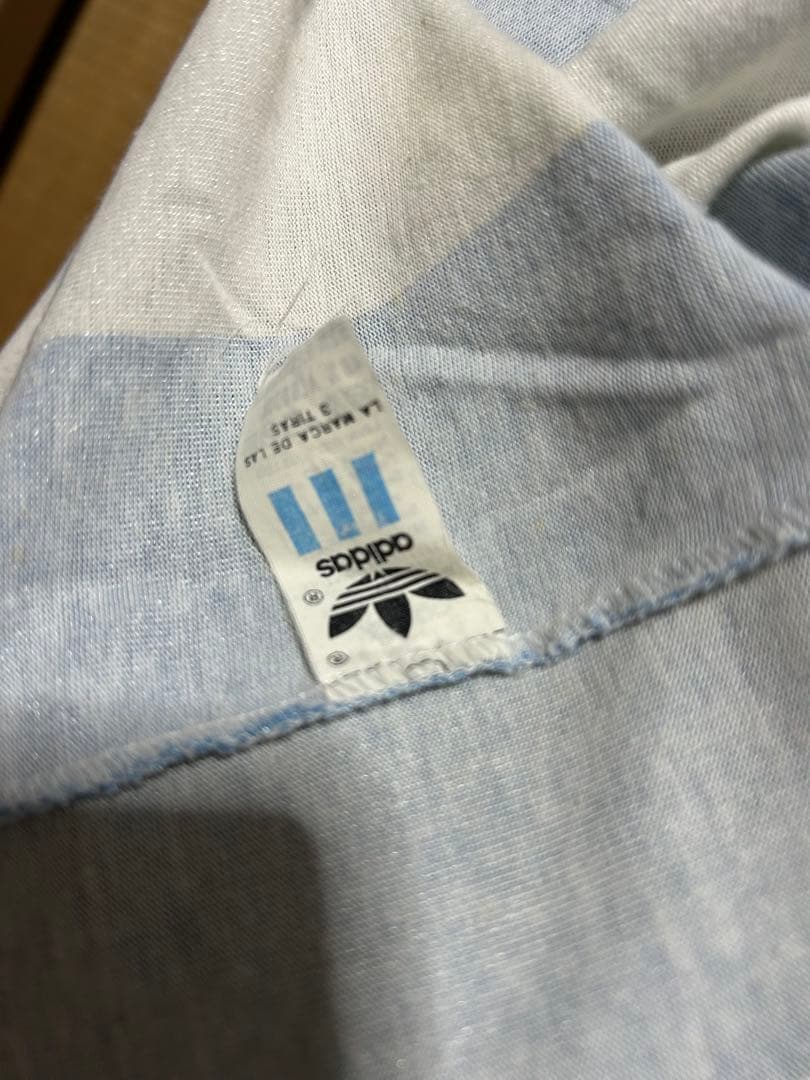 ®
adidas
®
LA MARCA DE LAS
3 TIRAS